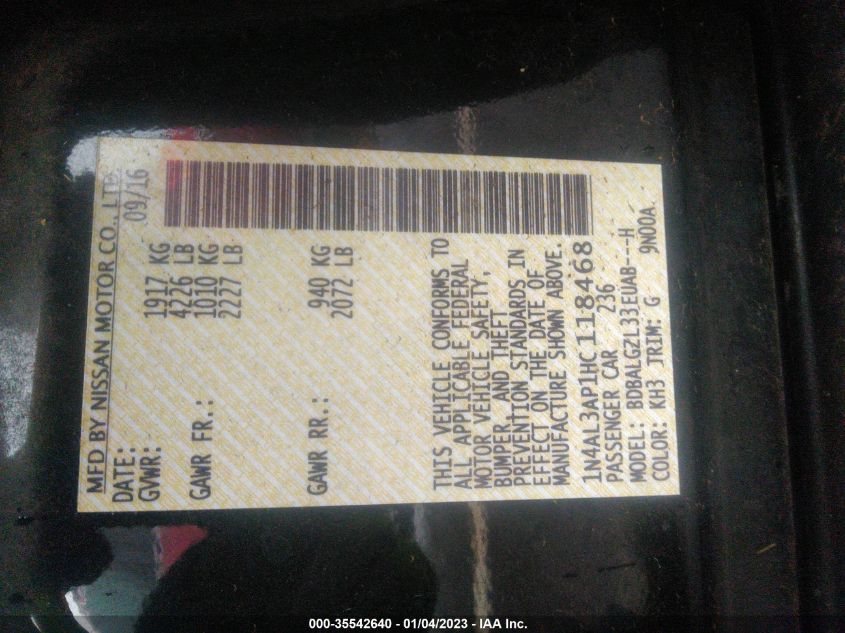 MFD BY NISSAN MOTOR CO., LTD.
DATE: 09/16
GVWR: 1917 KG
4226 LB
GAWR FR.: 1010 KG
2227 LB
GAWR RR.: 940 KG
2072 LB
THIS VEHICLE CONFORMS TO
ALL APPLICABLE FEDERAL
MOTOR VEHICLE SAFETY,
BUMPER, AND THEFT
PREVENTION STANDARDS IN
EFFECT ON THE DATE OF
MANUFACTURE SHOWN ABOVE.
1N4AL3AP1HC118468
PASSENGER CAR 236
MODEL: BDBALGZL33EUAB---H
COLOR: KH3 TRIM: G 9N00A
000-35542640 - 01/04/2023 - IAA Inc.